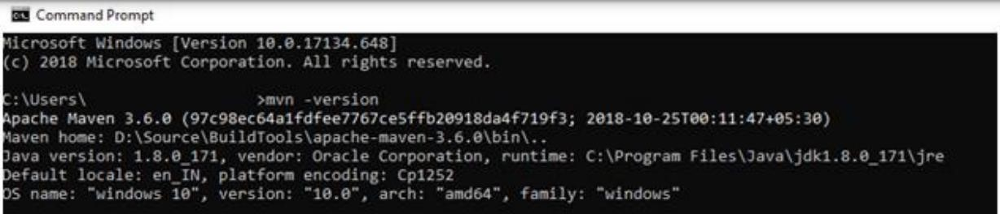 Command Prompt
Microsoft Windows [Version 10.0.17134.648]
(c) 2018 Microsoft Corporation. All rights reserved.
C:\Users\ >mvn -version
Apache Maven 3.6.0 (97c98ec64a1fdfee7767ce5ffb20918da4f719f3; 2018-10-25T00:11:47+05:30)
Maven home: D:\Source\BuildTools\apache-maven-3.6.0\bin\..
Java version: 1.8.0_171, vendor: Oracle Corporation, runtime: C:\Program Files\Java\jdk1.8.0_171\jre
Default locale: en_IN, platform encoding: Cp1252
OS name: "windows 10", version: "10.0", arch: "amd64", family: "windows"